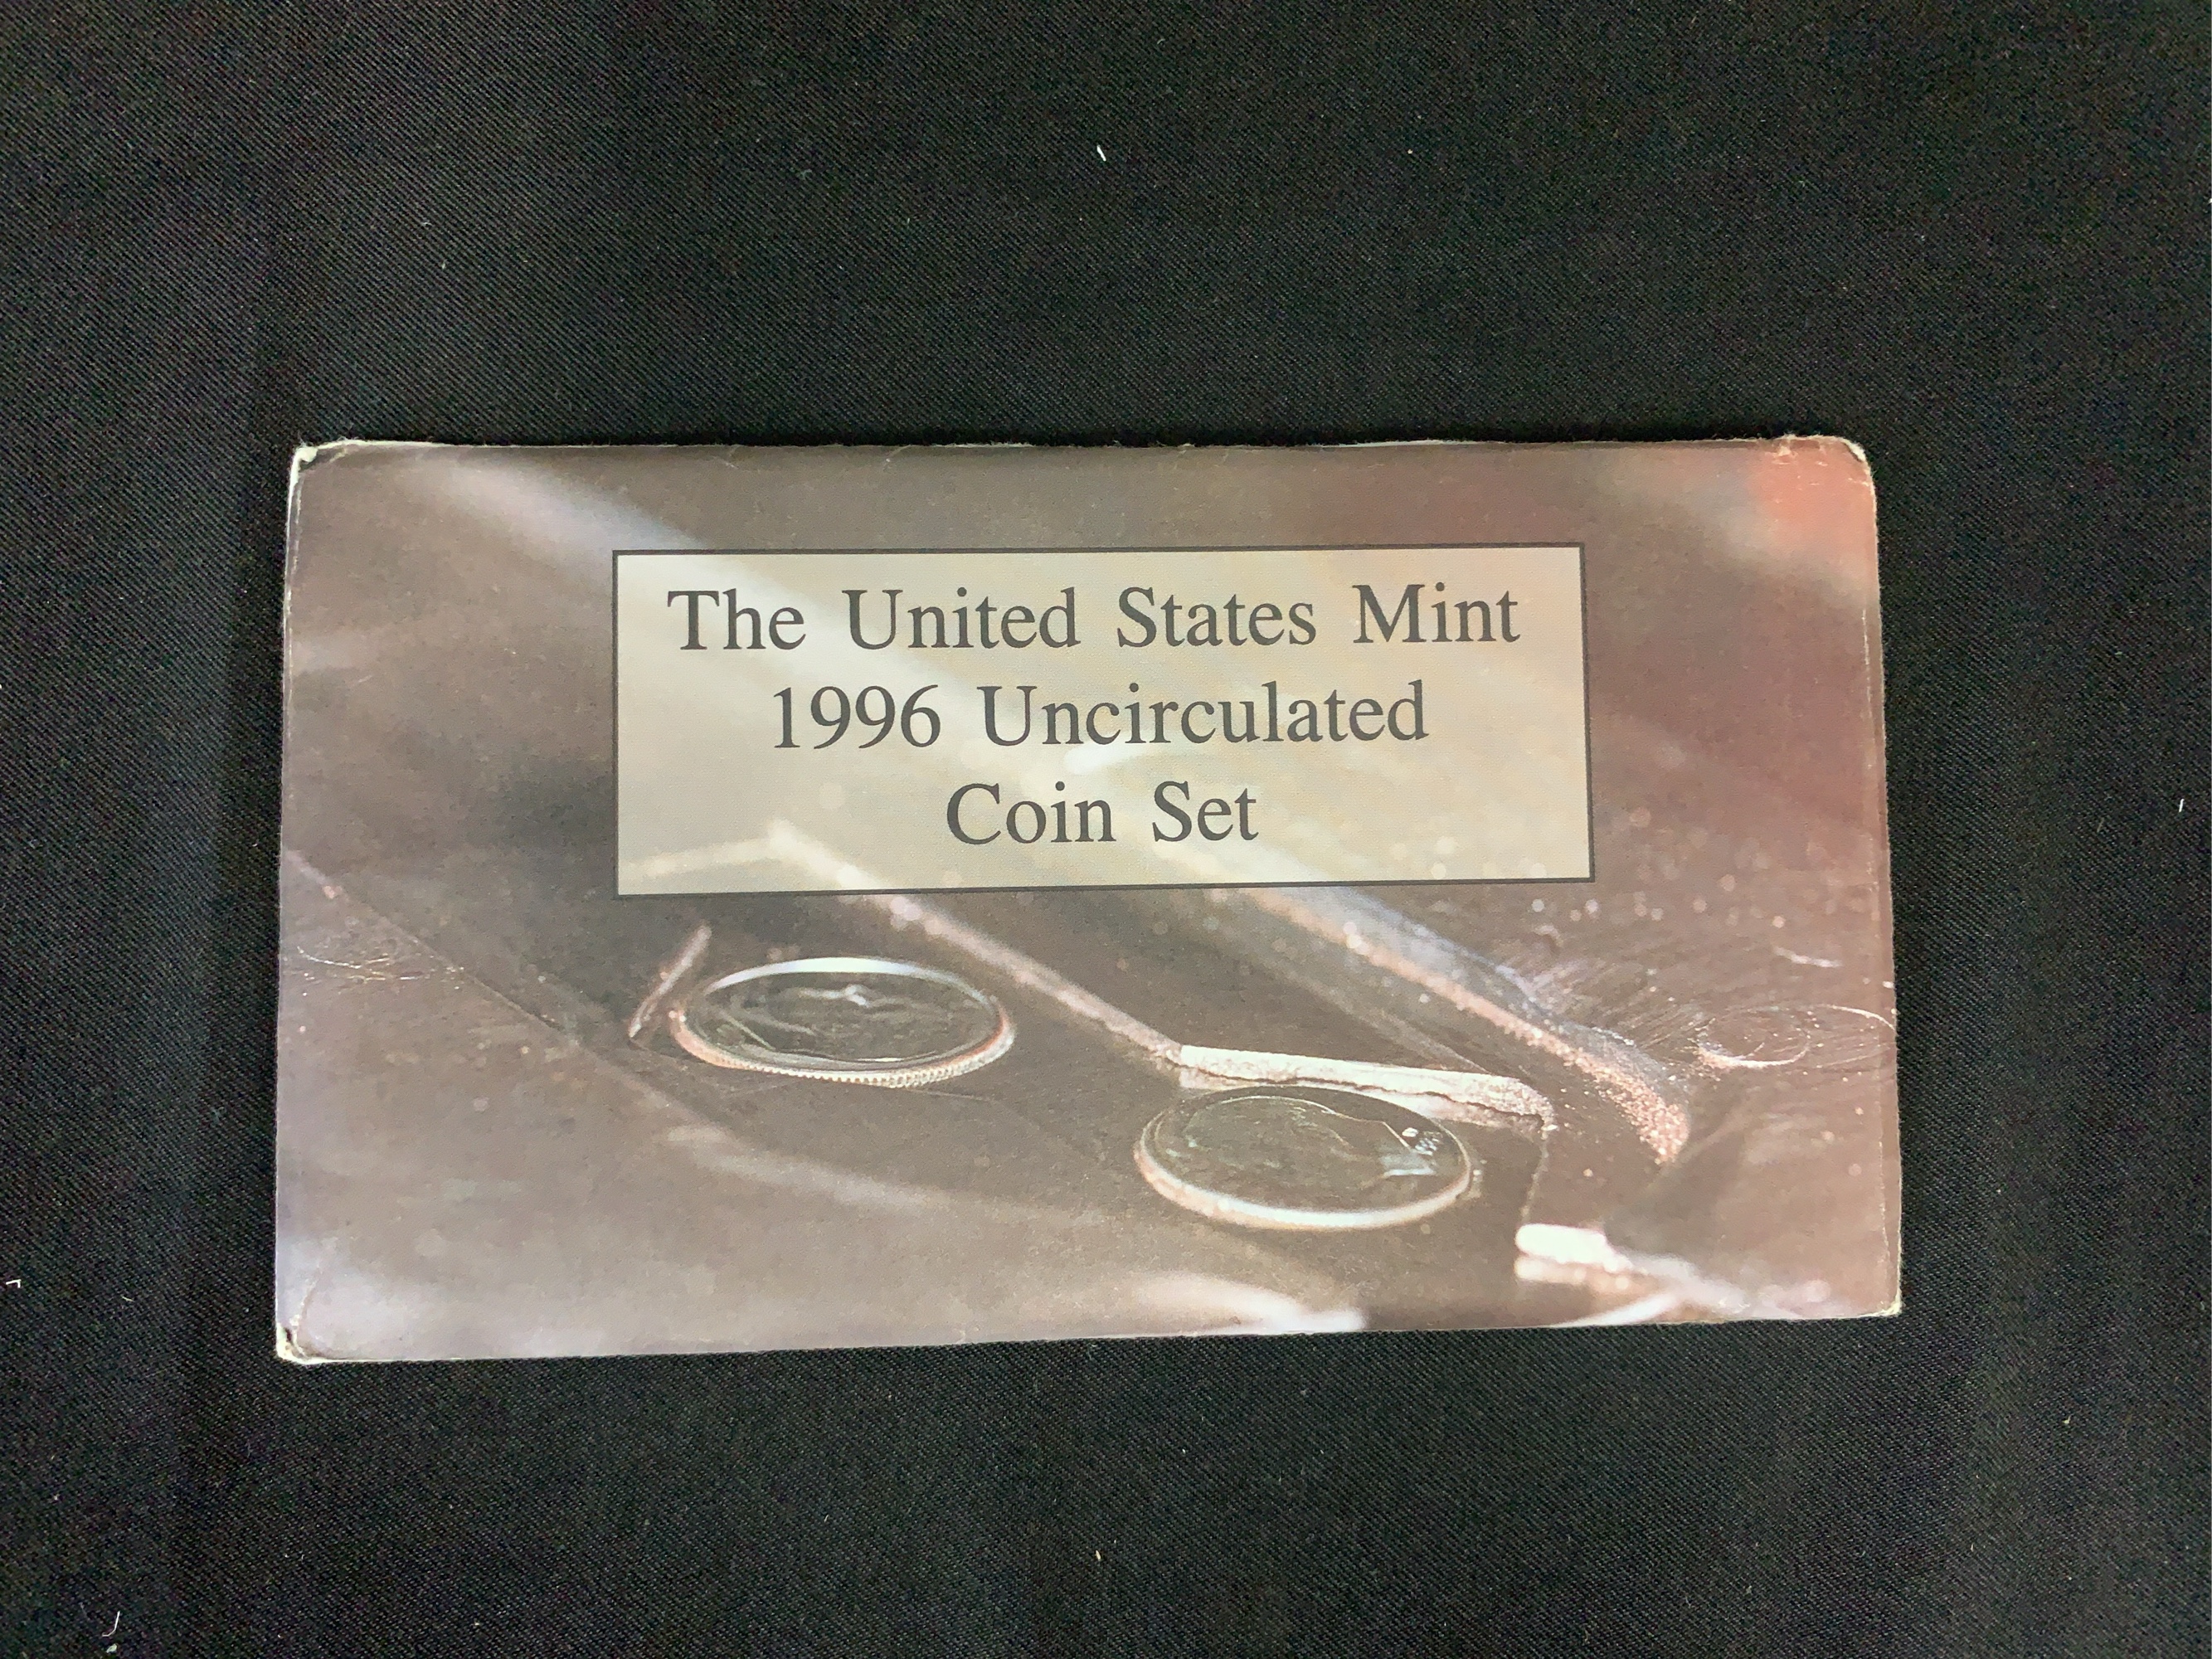 The United States Mint
1996 Uncirculated
Coin Set